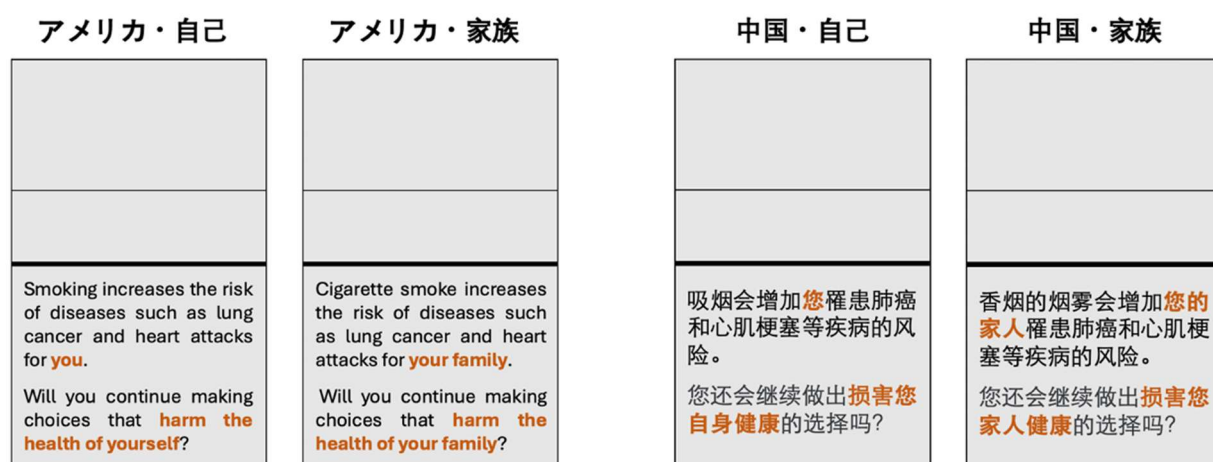 アメリカ・自己
Smoking increases the risk
of diseases such as lung
cancer and heart attacks
for you.
Will you continue making
choices that harm the
health of yourself?
アメリカ・家族
Cigarette smoke increases
the risk of diseases such
as lung cancer and heart
attacks for your family.
Will you continue making
choices that harm the
health of your family?
中国・自己
吸烟会增加您罹患肺癌
和心肌梗塞等疾病的风
险。
您还会继续做出损害您
自身健康的选择吗?
中国・家族
香烟的烟雾会增加您的
家人罹患肺癌和心肌梗
塞等疾病的风险。
您还会继续做出损害您
家人健康的选择吗?